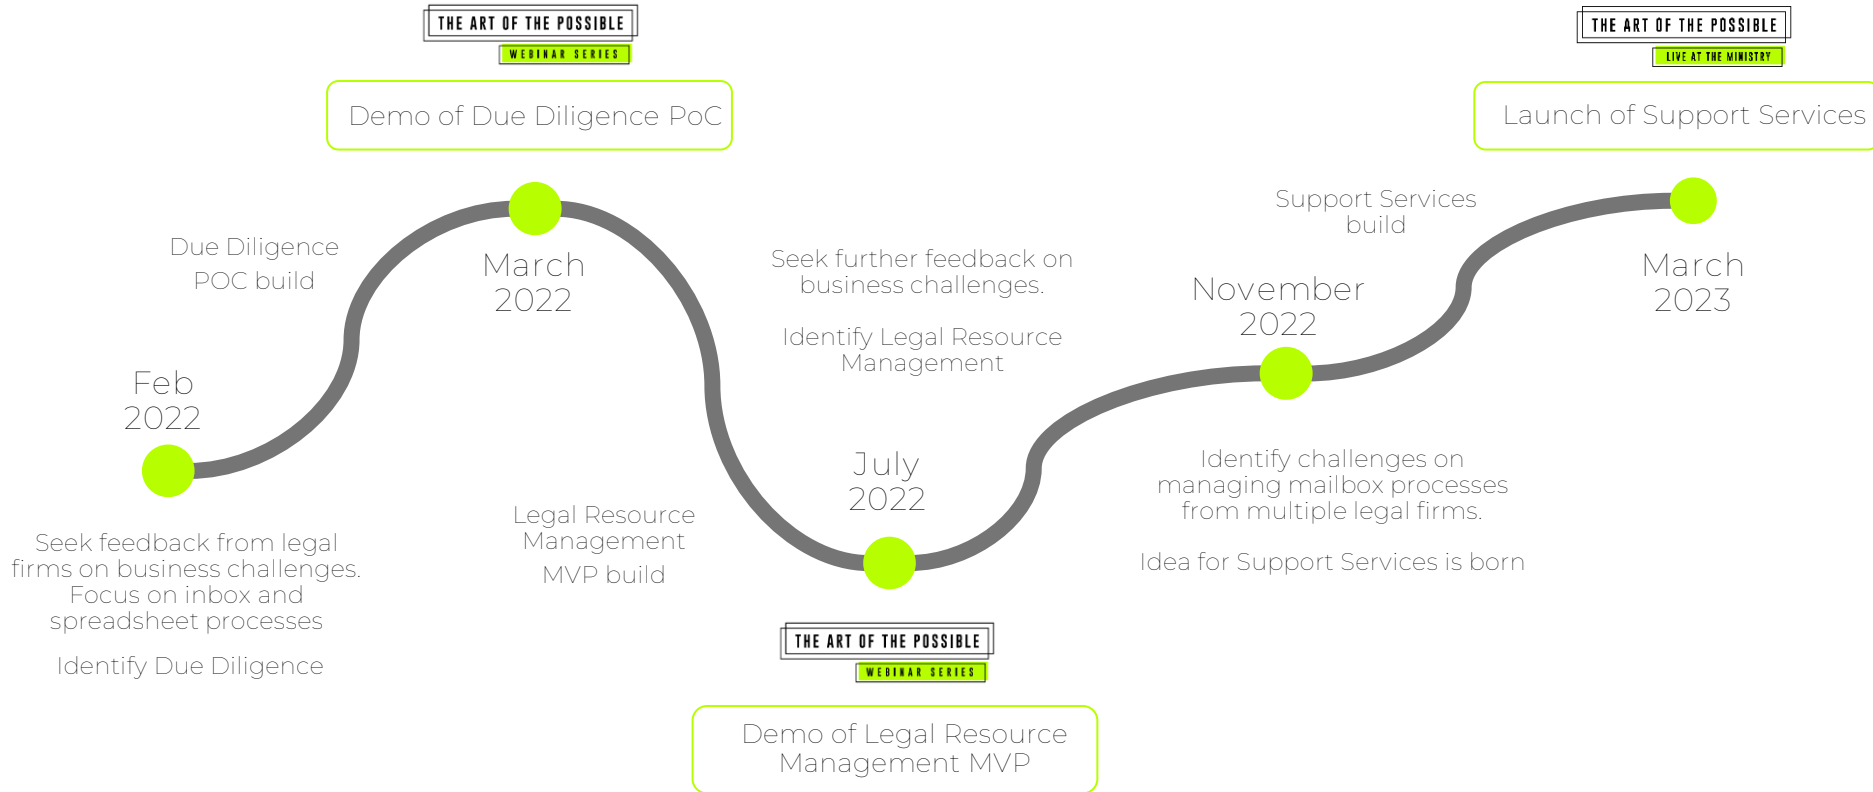 THE ART OF THE POSSIBLE
WEBINAR SERIES
Demo of Due Diligence PoC
THE ART OF THE POSSIBLE
LIVE AT THE MINISTRY
Launch of Support Services
Due Diligence
POC build
March
2022
Seek further feedback on
business challenges.
Identify Legal Resource
Management
Support Services
build
November
2022
March
2023
Feb
2022
Seek feedback from legal
firms on business challenges.
Focus on inbox and
spreadsheet processes
Identify Due Diligence
Legal Resource
Management
MVP build
July
2022
Identify challenges on
managing mailbox processes
from multiple legal firms.
Idea for Support Services is born
THE ART OF THE POSSIBLE
WEBINAR SERIES
Demo of Legal Resource
Management MVP